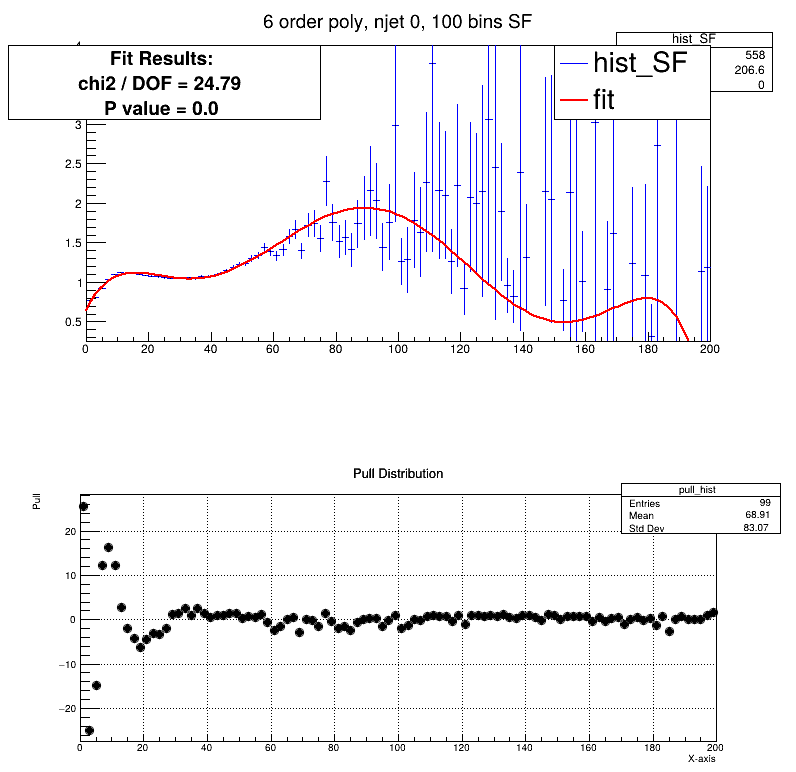 6 order poly, njet 0, 100 bins SF
Fit Results:
chi2 / DOF = 24.79
P value = 0.0
hist_SF
558
206.6
0
hist_SF
fit
3
2.5
2
1.5
1
0.5
0 20 40 60 80 100 120 140 160 180 200
Pull Distribution
Pull
pull_hist
Entries 99
Mean 68.91
Std Dev 83.07
20
10
0
−10
−20
0 20 40 60 80 100 120 140 160 180 200
X-axis